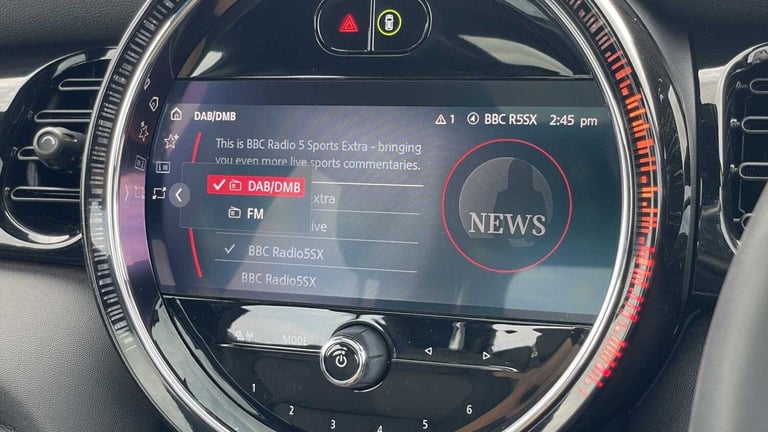 DAB/DMB
1
BBC R5SX
2:45 pm
This is BBC Radio 5 Sports Extra - bringing
you even more live sports commentaries.
DAB/DMB
xtra
FM
ive
BBC Radio5SX
BBC Radio5SX
NEWS
MODE
1
2
3
4
5
6